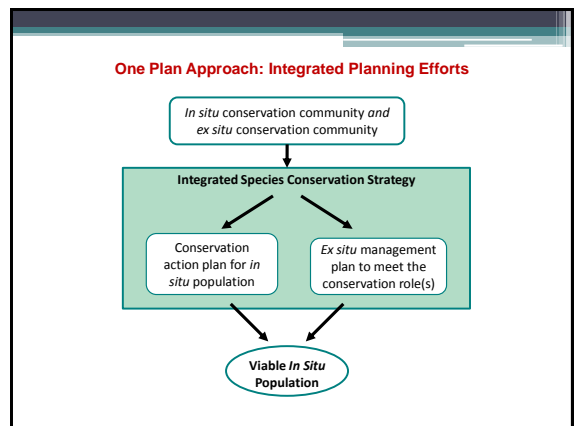 One Plan Approach: Integrated Planning Efforts
In situ conservation community and
ex situ conservation community
Integrated Species Conservation Strategy
Conservation
action plan for in
situ population
Ex situ management
plan to meet the
conservation role(s)
Viable In Situ
Population